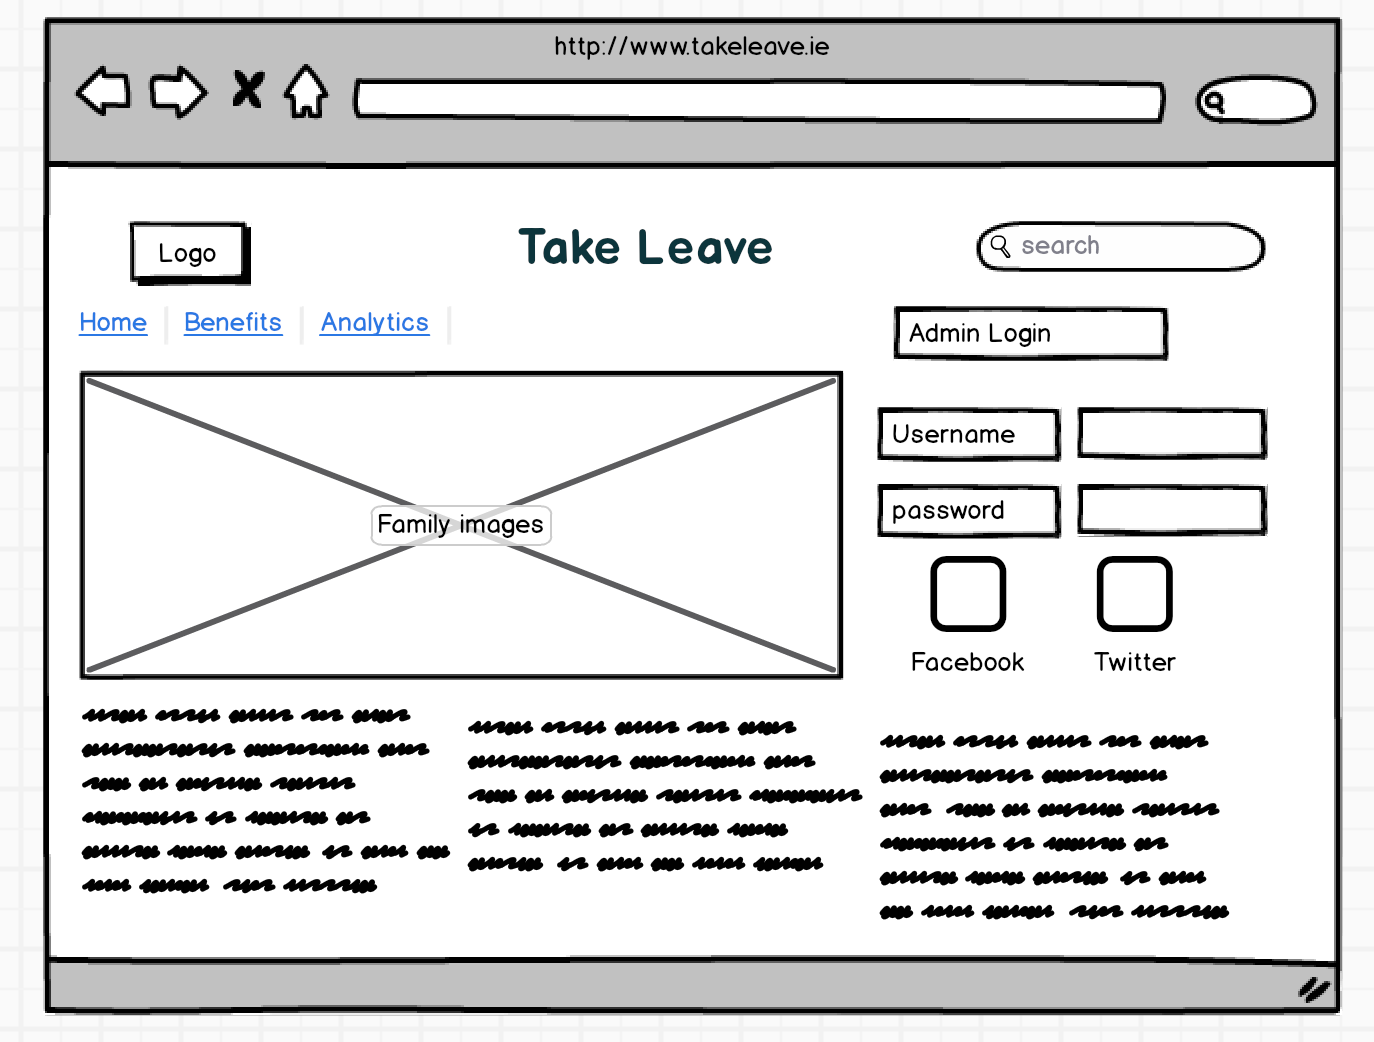 http://www.takeleave.ie
Logo
Take Leave
search
Home
Benefits
Analytics
Admin Login
Family images
Username
password
Facebook
Twitter